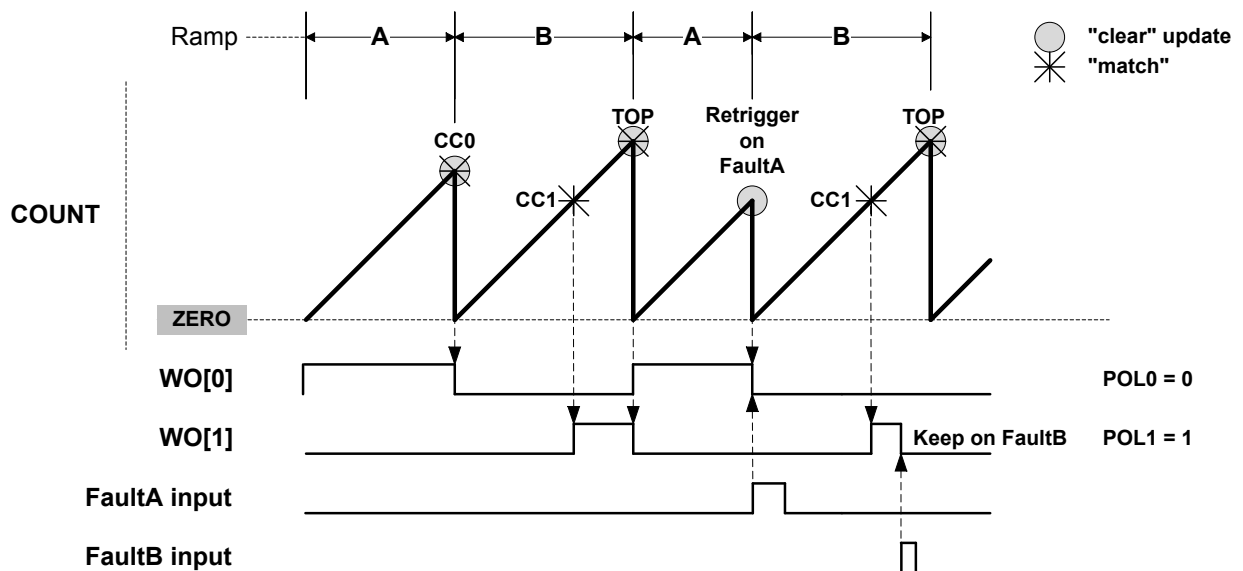 Ramp A B A B
"clear" update
"match"
TOP Retrigger TOP
on
CC0 FaultA
CC1 CC1
COUNT
ZERO
WO[0] POL0 = 0
WO[1] Keep on FaultB POL1 = 1
FaultA input
FaultB input